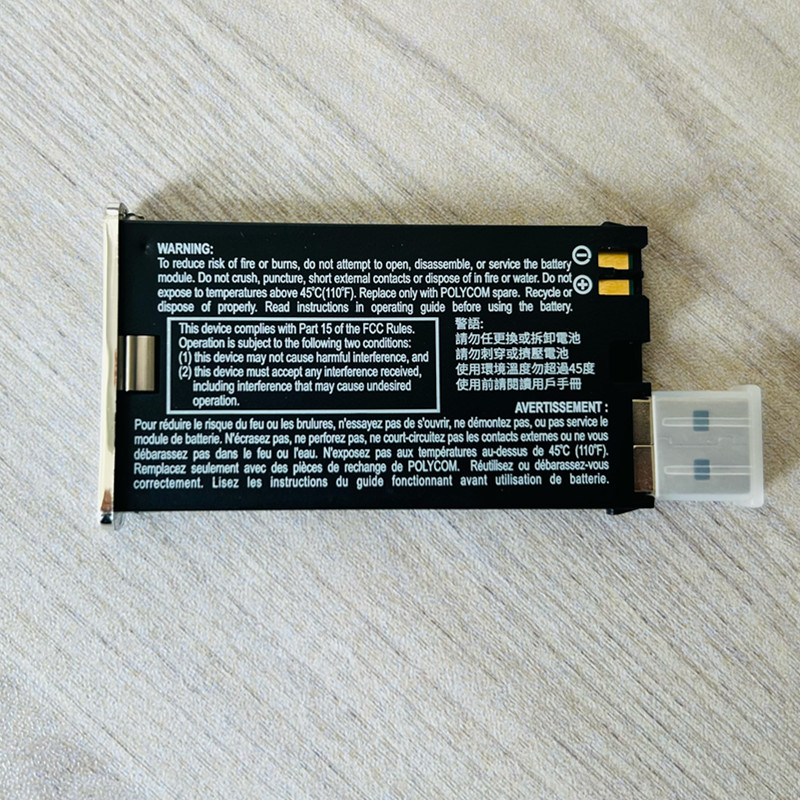 WARNING:
To reduce risk of fire or burns, do not attempt to open, disassemble, or service the battery
module. Do not crush, puncture, short external contacts or dispose of in fire or water. Do not
expose to temperatures above 45℃(110°F). Replace only with POLYCOM spare. Recycle or
dispose of properly. Read instructions in operating guide before using the battery.
This device complies with Part 15 of the FCC Rules.
Operation is subject to the following two conditions:
(1) this device may not cause harmful interference, and
(2) this device must accept any interference received,
including interference that may cause undesired
operation.
警語:
請勿任更換或拆卸電池
請勿刺穿或擠壓電池
使用環境溫度勿超過45度
使用前請閱讀用戶手冊
AVERTISSEMENT :
Pour réduire le risque du feu ou les brulures, n'essayez pas de s'ouvrir, ne démontez pas, ou pas service le
module de batterie. N'écrasez pas, ne perforez pas, ne court-circuitez pas les contacts externes ou ne vous
débarassez pas dans le feu ou l'eau. N'exposez pas aux températures au-dessus de 45℃ (110°F).
Remplacez seulement avec des pièces de rechange de POLYCOM. Réutilisez ou débarassez-vous
correctement. Lisez les instructions du guide fonctionnant avant utilisation de batterie.